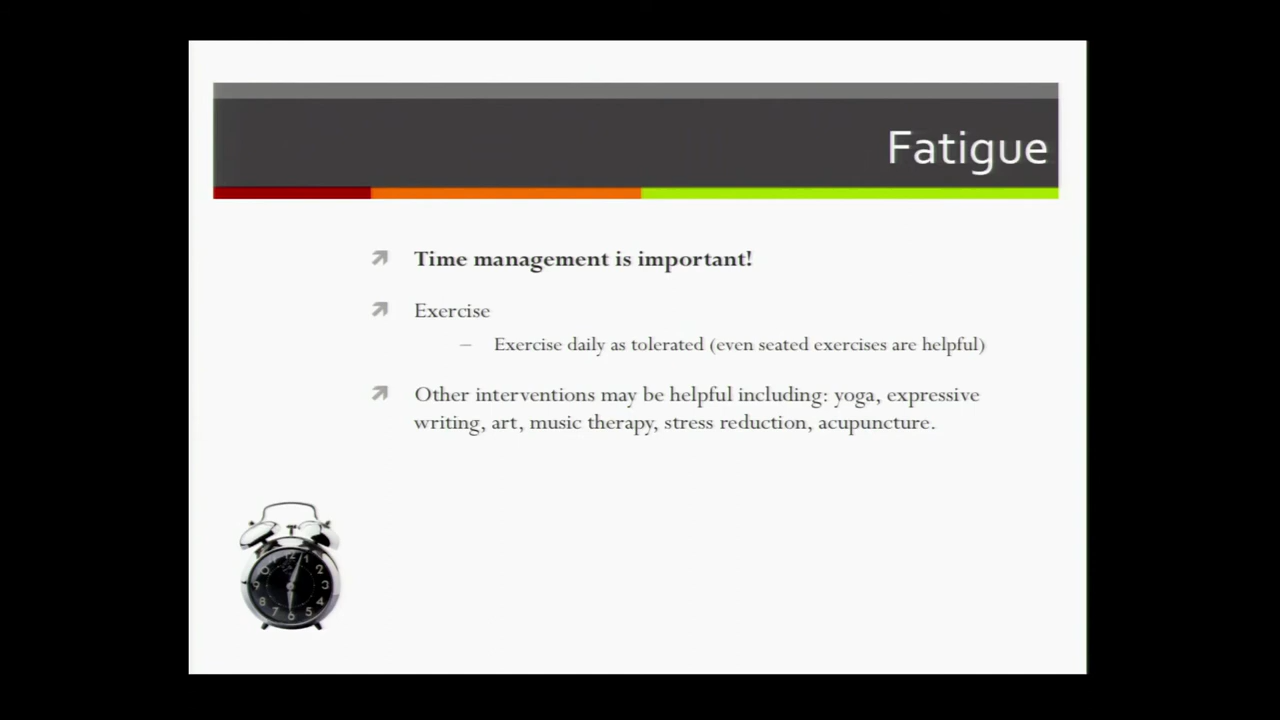 Fatigue
Time management is important!
Exercise
– Exercise daily as tolerated (even seated exercises are helpful)
Other interventions may be helpful including: yoga, expressive
writing, art, music therapy, stress reduction, acupuncture.